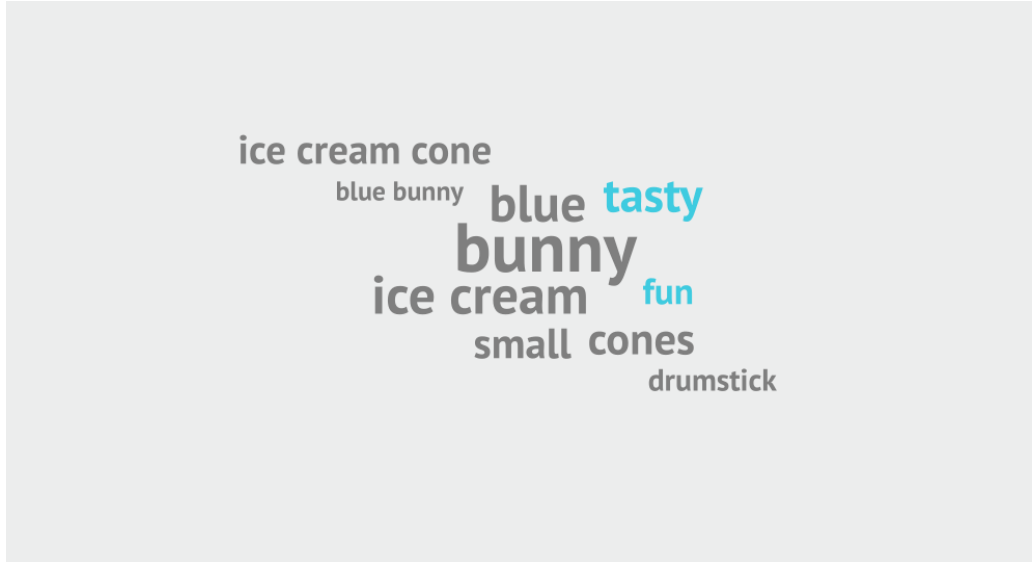 ice cream cone
blue bunny
blue tasty
bunny
ice cream fun
small cones
drumstick